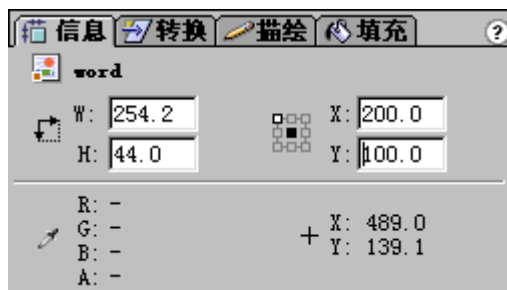 信息 转换 描绘 填充 ?
word
W: 254.2 X: 200.0
H: 44.0 Y: 100.0
R: -
G: - X: 489.0
B: - Y: 139.1
A: -